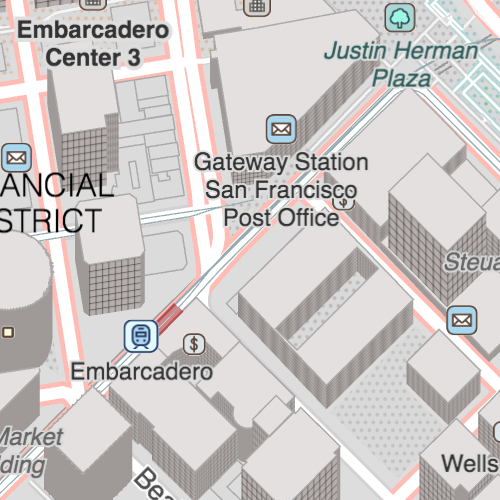 Embarcadero
Center 3
Justin Herman
Plaza
Gateway Station
San Francisco
Post Office
ANCIAL
STRICT
$
Steua
$
Embarcadero
Market
ding
Wells
Bea